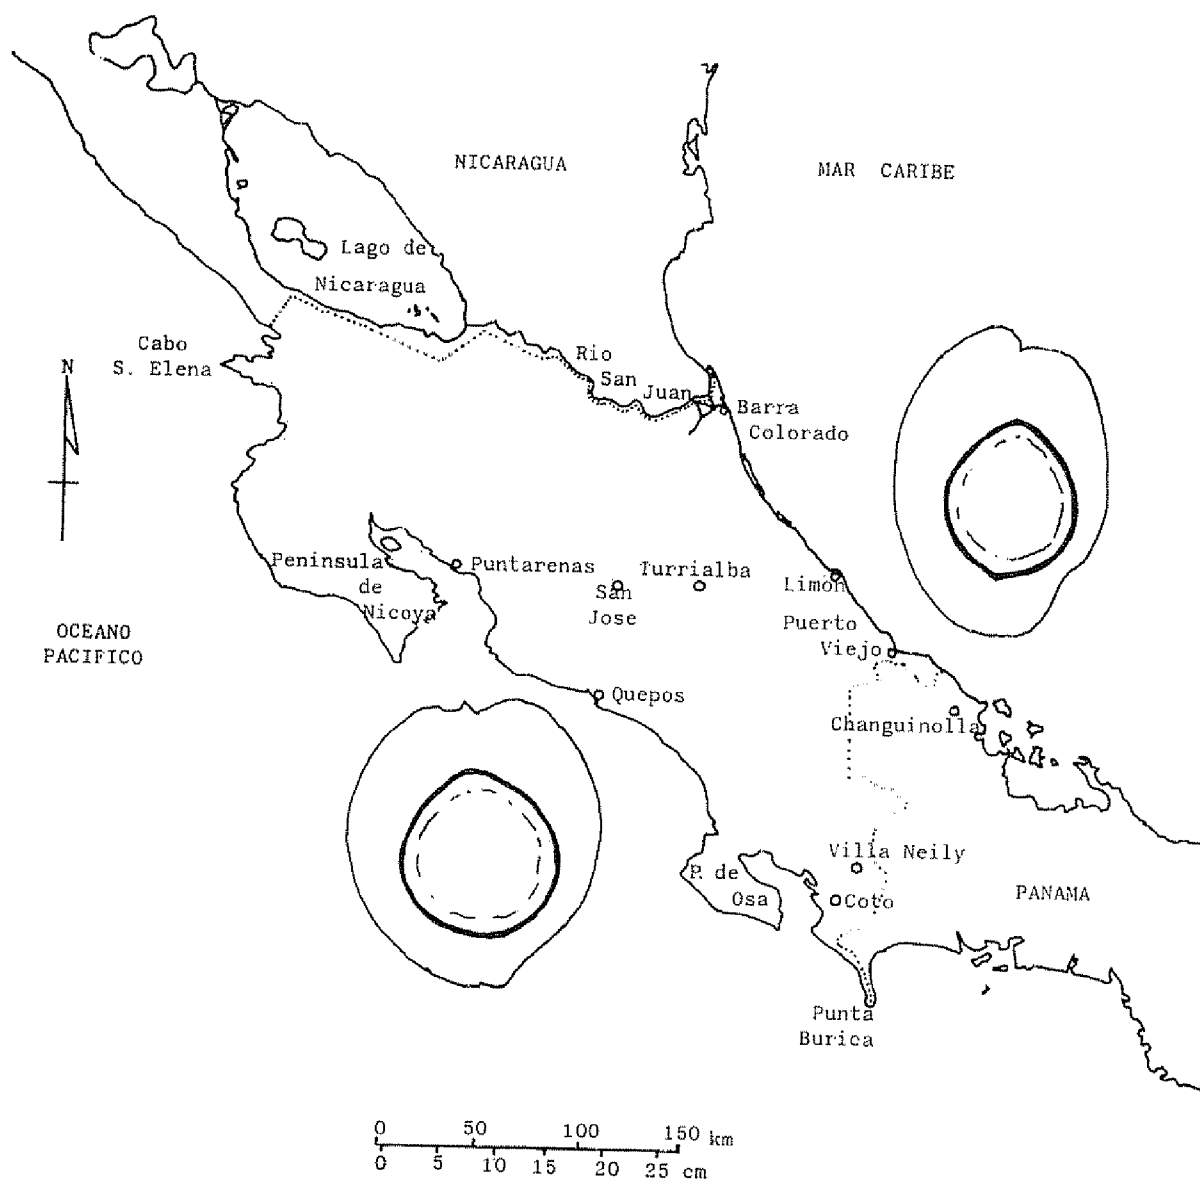 NICARAGUA
MAR CARIBE
Lago de
Nicaragua
Cabo
S. Elena
N
Rio
San
Juan
Barra
Colorado
Peninsula
de
Nicoya
Puntarenas
San
Jose
Turrialba
Limón
Puerto
Viejo
OCEANO
PACIFICO
Quepos
Changuinolla
Villa Neily
P. de
Osa
Coto
PANAMA
Punta
Burica
0 50 100 150 km
0 5 10 15 20 25 cm